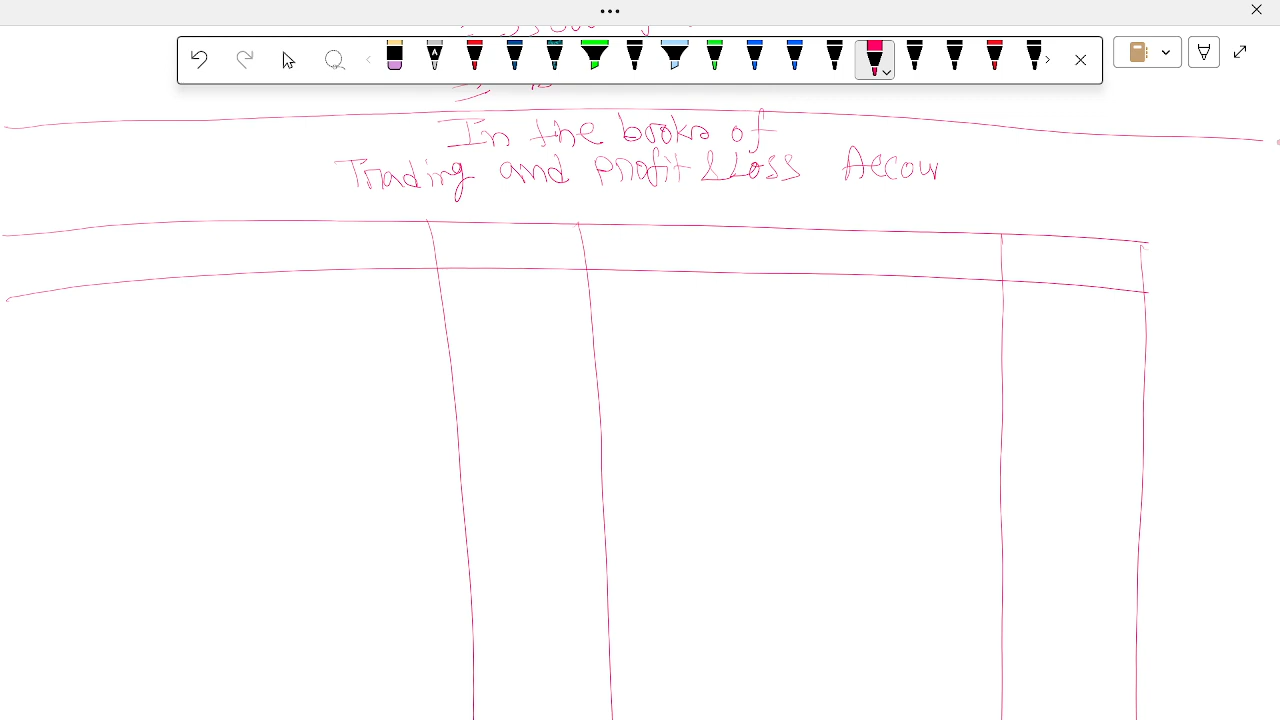 In the books of
Trading and Profit & Loss Accou